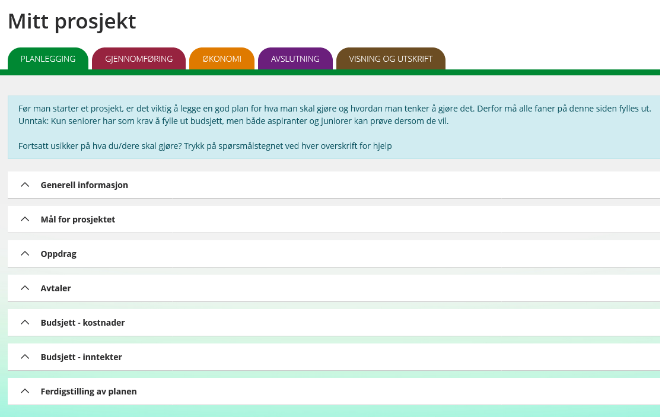 Mitt prosjekt
PLANLEGGING GJENNOMFØRING ØKONOMI AVSLUTNING VISNING OG UTSKRIFT
Før man starter et prosjekt, er det viktig å legge en god plan for hva man skal gjøre og hvordan man tenker å gjøre det. Derfor må alle faner på denne siden fylles ut.
Unntak: Kun seniorer har som krav å fylle ut budsjett, men både aspiranter og juniorer kan prøve dersom de vil.
Fortsatt usikker på hva du/dere skal gjøre? Trykk på spørsmålstegnet ved hver overskrift for hjelp
Generell informasjon
Mål for prosjektet
Oppdrag
Avtaler
Budsjett - kostnader
Budsjett - inntekter
Ferdigstilling av planen